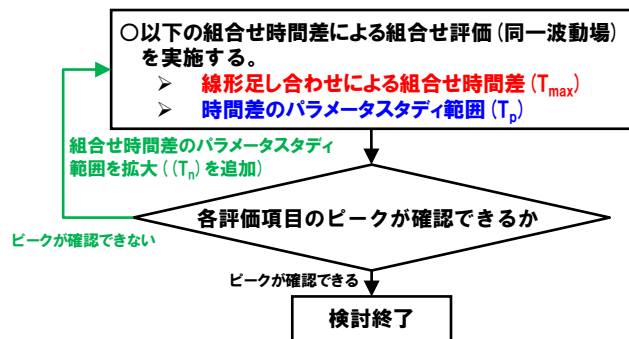 〇以下の組合せ時間差による組合せ評価(同一波動場)
を実施する。
➢ 線形足し合わせによる組合せ時間差(Tmax)
➢ 時間差のパラメータスタディ範囲(Tp)
組合せ時間差のパラメータスタディ
範囲を拡大((Tn)を追加)
各評価項目のピークが確認できるか
ピークが確認できない
ピークが確認できる
検討終了